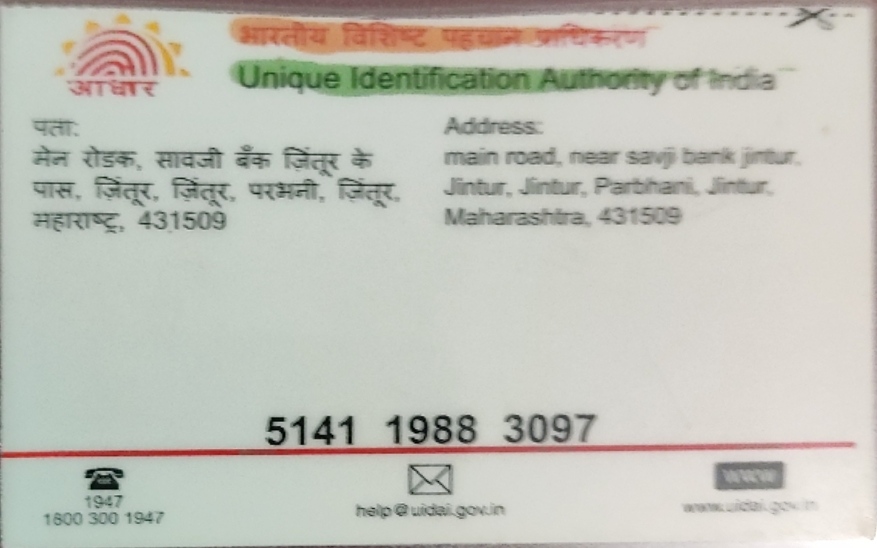 भारतीय विशिष्ट पहचान प्राधिकरण
Unique Identification Authority of India
आधार
पता:
मेन रोडक, सावजी बैंक ज़िंतूर के
पास, ज़िंतूर, ज़िंतूर, परभनी, ज़िंतूर,
महाराष्ट्र, 431509
Address:
main road, near savji bank jintur,
Jintur, Jintur, Parbhani, Jintur,
Maharashtra, 431509
5141 1988 3097
1947
1800 300 1947
help@uidai.gov.in
WWW
www.uidai.gov.in